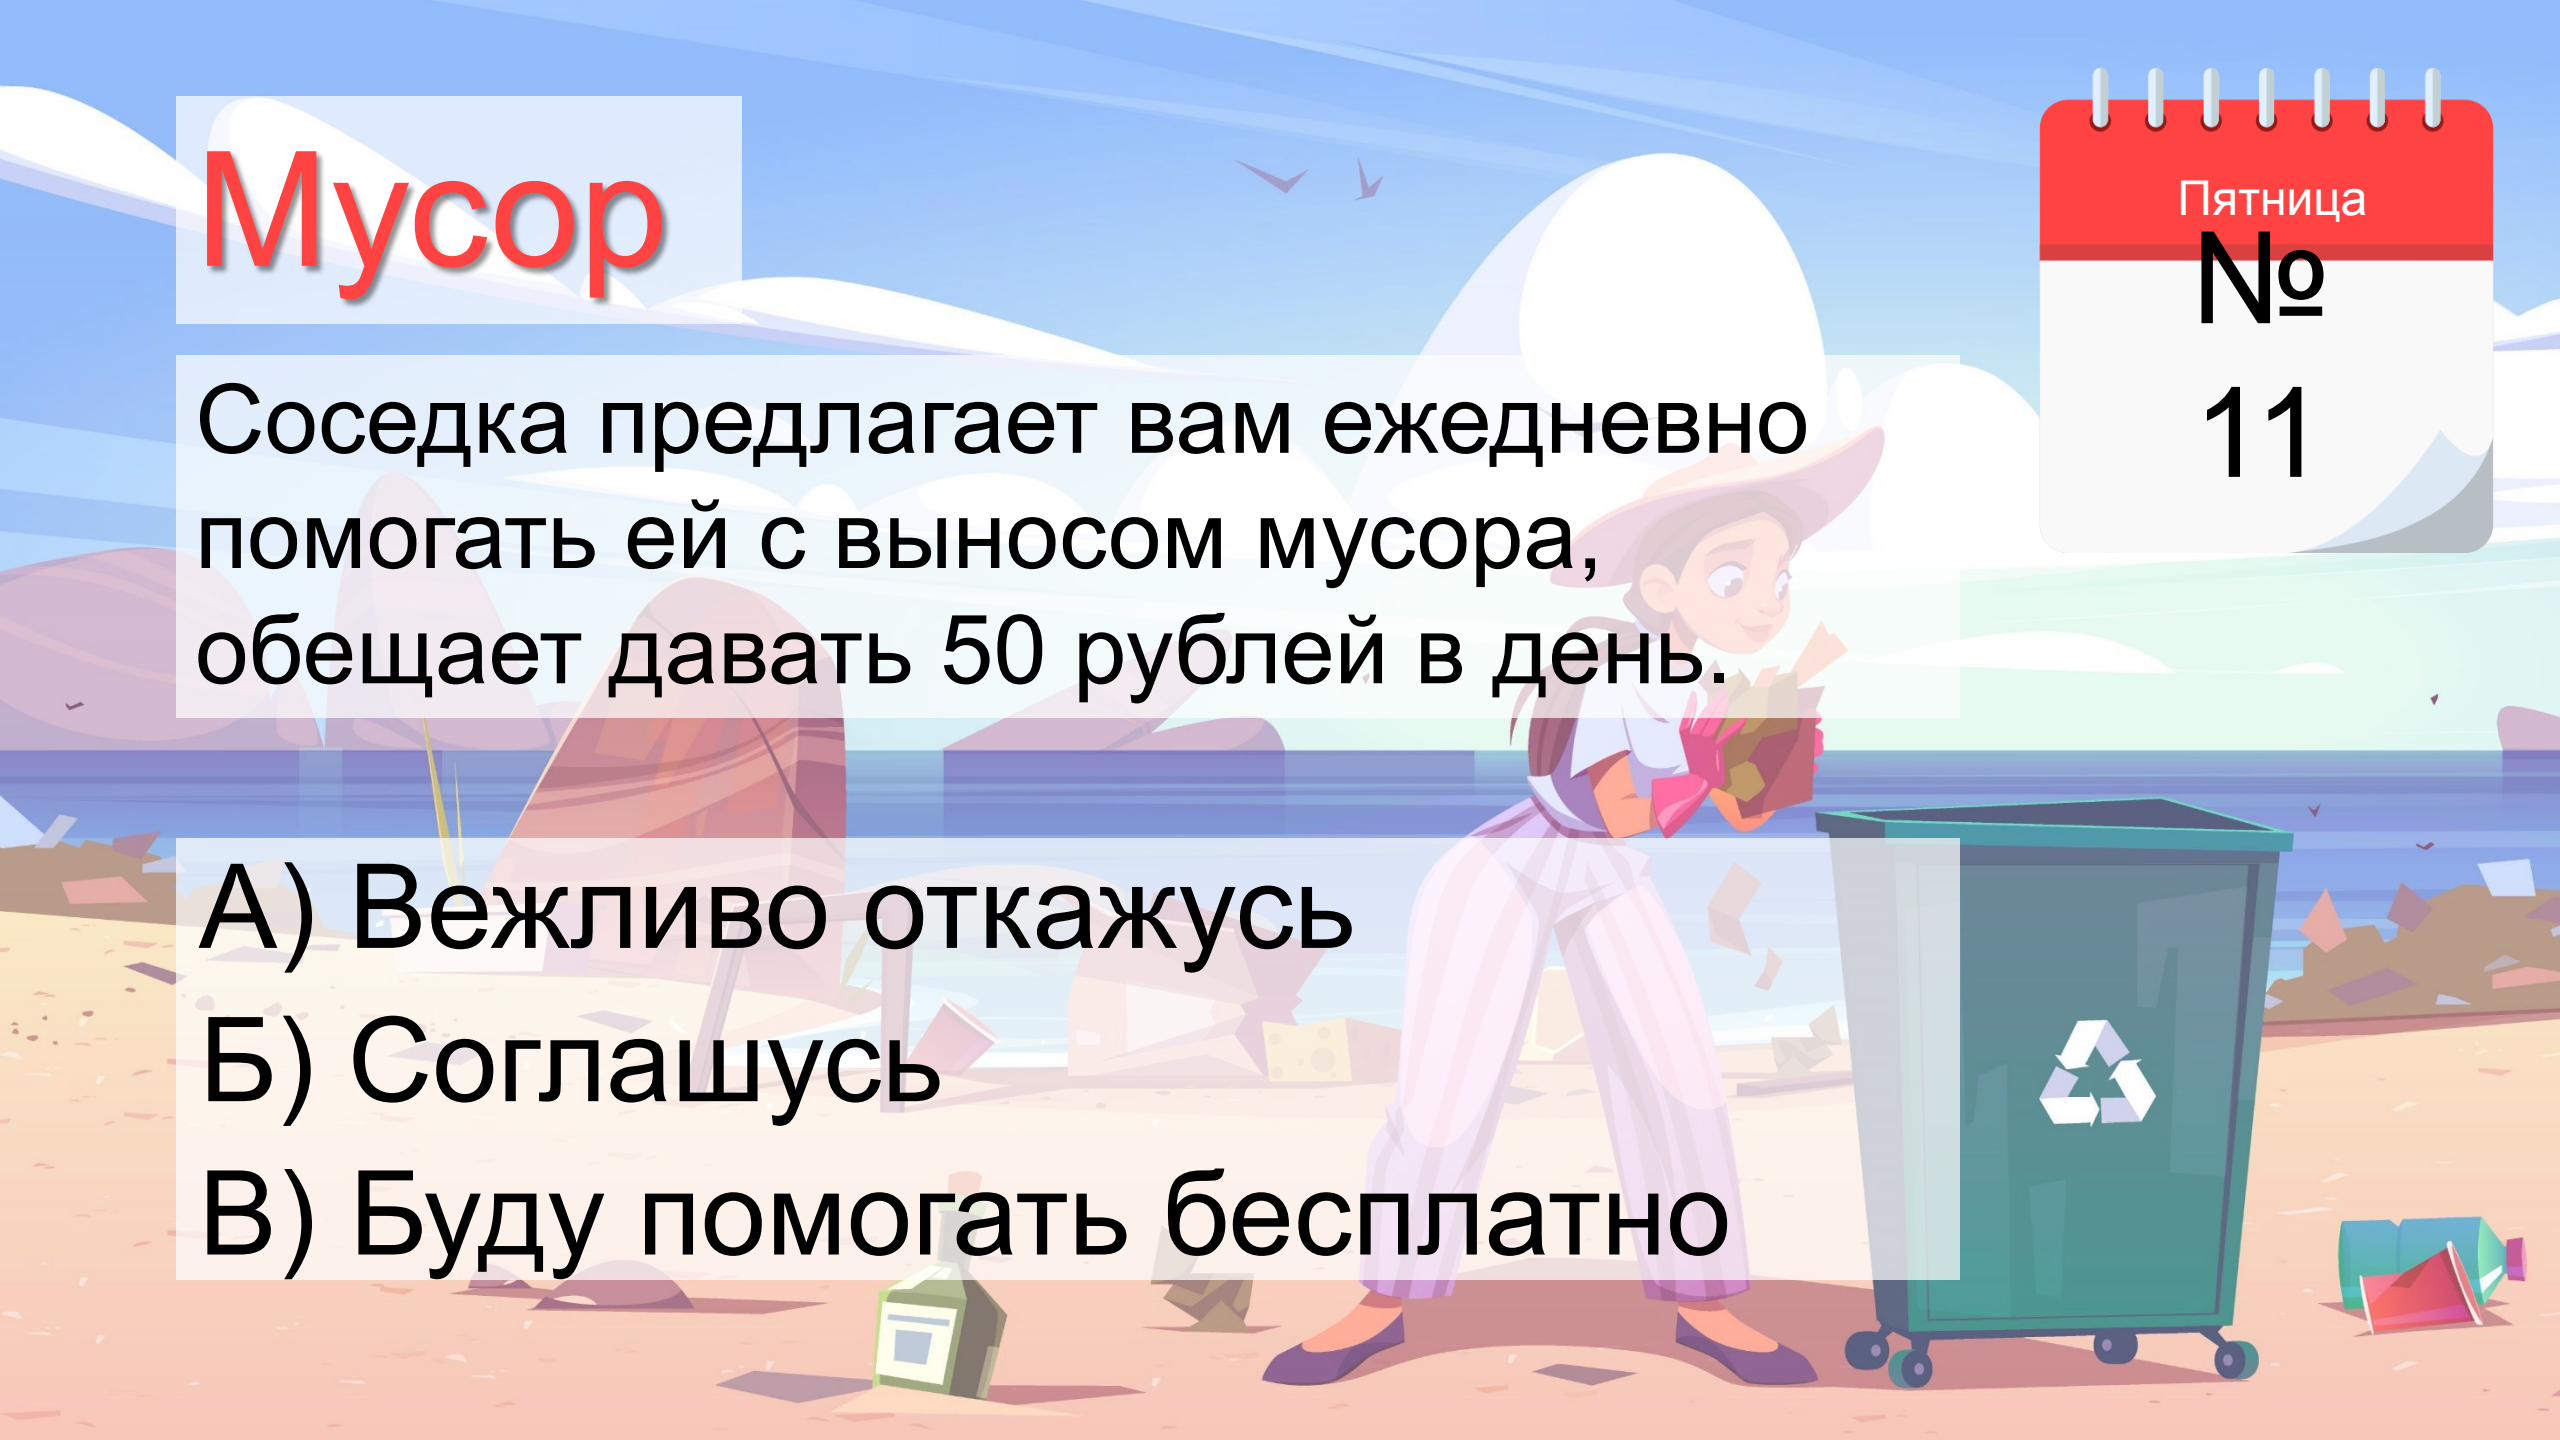 Мусор
Пятница
№
11
Соседка предлагает вам ежедневно
помогать ей с выносом мусора,
обещает давать 50 рублей в день.
А) Вежливо откажусь
Б) Соглашусь
В) Буду помогать бесплатно